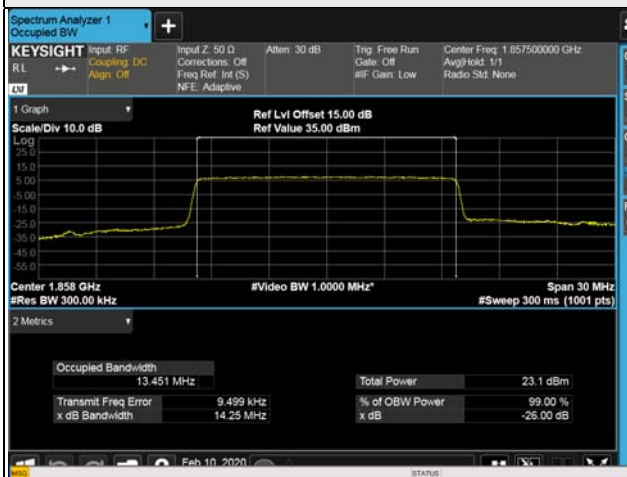 Spectrum Analyzer 1
Occupied BW
KEYSIGHT Input: RF Input Z: 50 Ω Atten: 30 dB Trig: Free Run Center Freq: 1.857500000 GHz
RL Coupling: DC Corrections: Off Gate: Off Avg|Hold: 1/1
Align: Off Freq Ref: Int (S) #IF Gain: Low Radio Std: None
LXI NFE: Adaptive
1 Graph
Ref Lvl Offset 15.00 dB
Scale/Div 10.0 dB Ref Value 35.00 dBm
Log
25.0
15.0
5.00
-5.00
-15.0
-25.0
-35.0
-45.0
-55.0
Center 1.858 GHz #Video BW 1.0000 MHz* Span 30 MHz
#Res BW 300.00 kHz #Sweep 300 ms (1001 pts)
2 Metrics
Occupied Bandwidth
13.451 MHz Total Power 23.1 dBm
Transmit Freq Error 9.499 kHz % of OBW Power 99.00 %
x dB Bandwidth 14.25 MHz x dB -26.00 dB
Feb 10, 2020
MSG STATUS